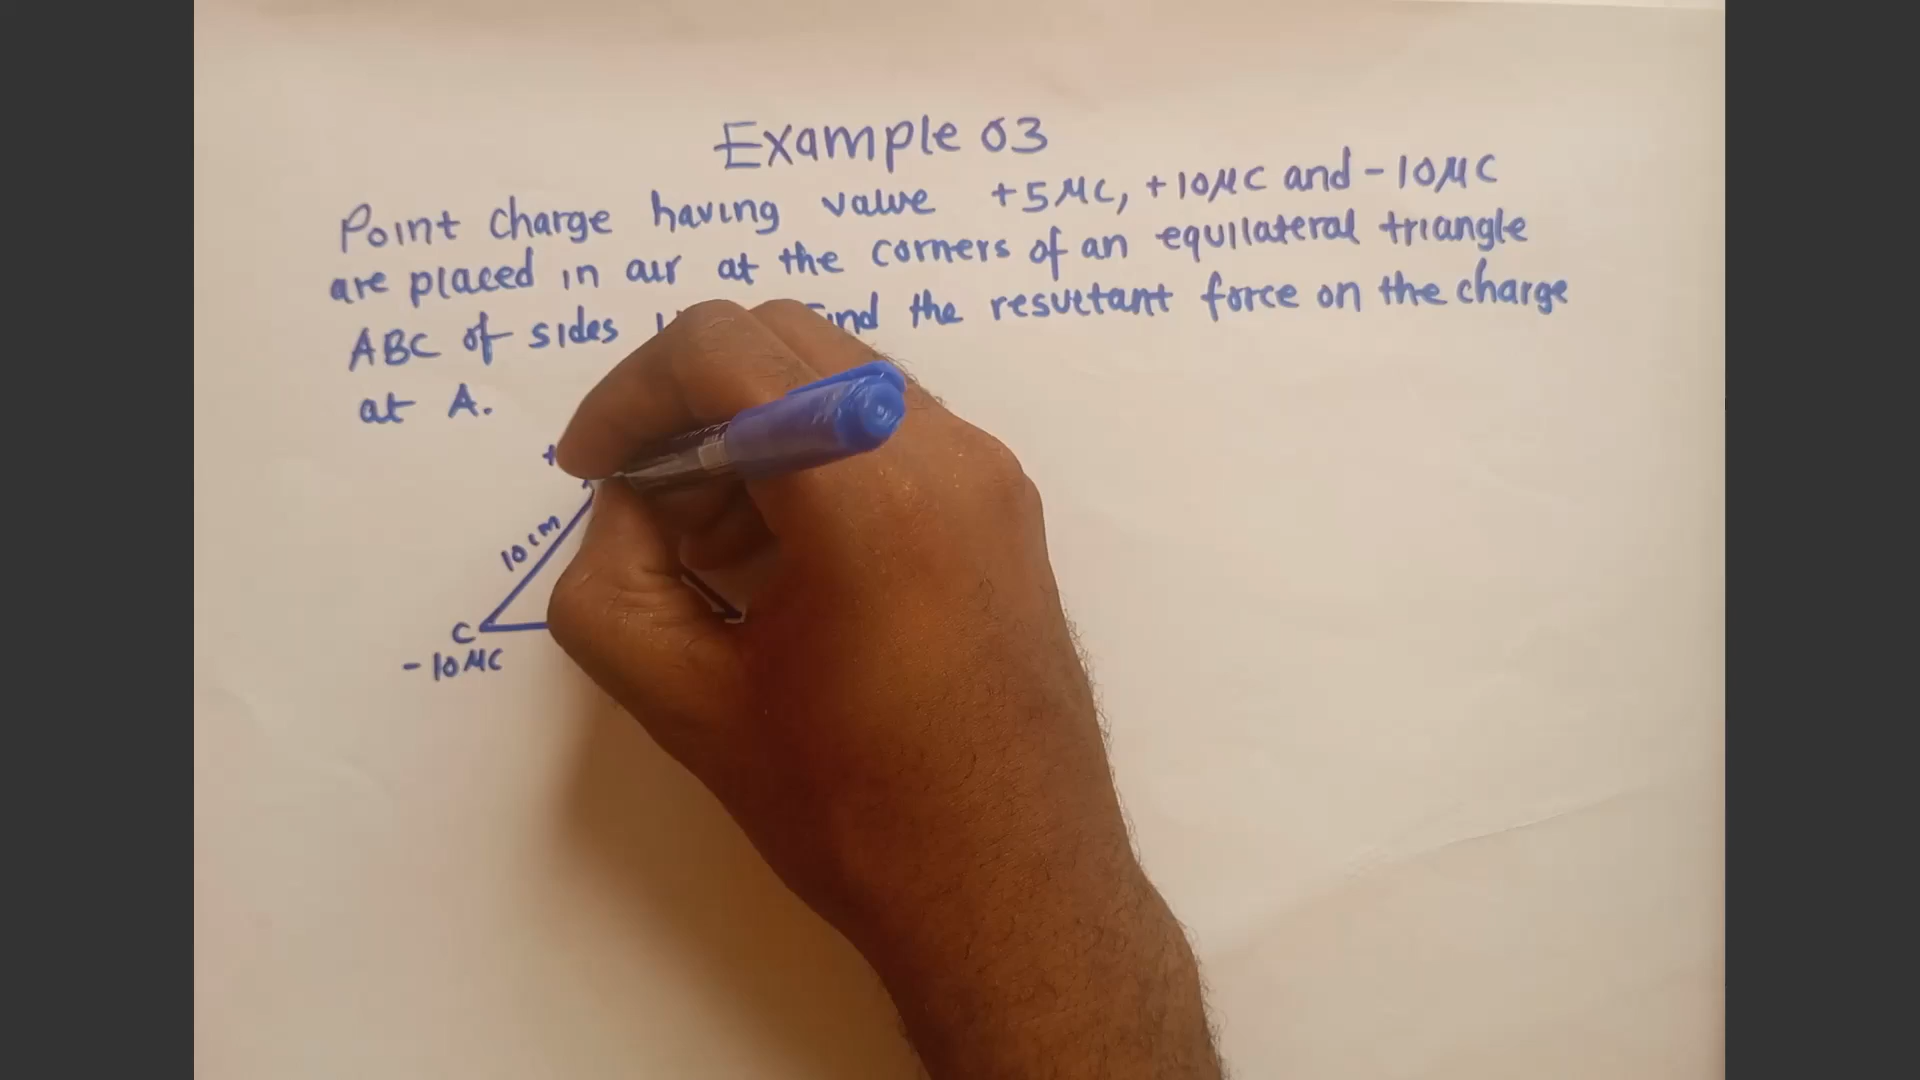 Example 03
Point charge having value +5μC, +10μC and -10μC
are placed in air at the corners of an equilateral triangle
ABC of sides the resultant force on the charge
at A.
+
10cm
C
-10μC